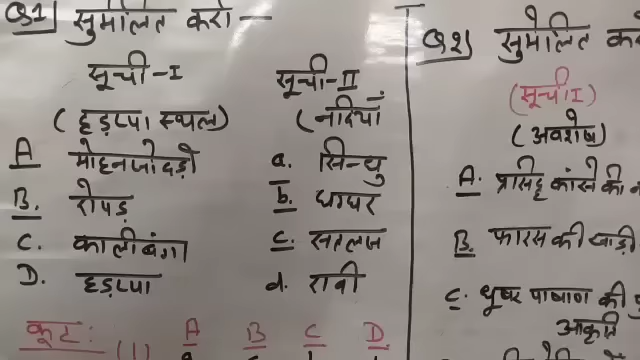 Q1) सुमेलित करो —
सूची-I
सूची-II
(हड़प्पा स्थल)
(नदियाँ)
A मोहनजोदड़ो
a. सिन्धु
B. रोपड़
b. घग्घर
C. कालीबंगा
c. सतलज
D. हड़प्पा
d. रावी
कूट:
A B C D
(1)
Q2) सुमेलित
(सूची I)
(अवशेष)
A. प्रसिद्ध कांसे की
B. फारस की खाड़ी
C. धूसर पाषाण की
आकृति